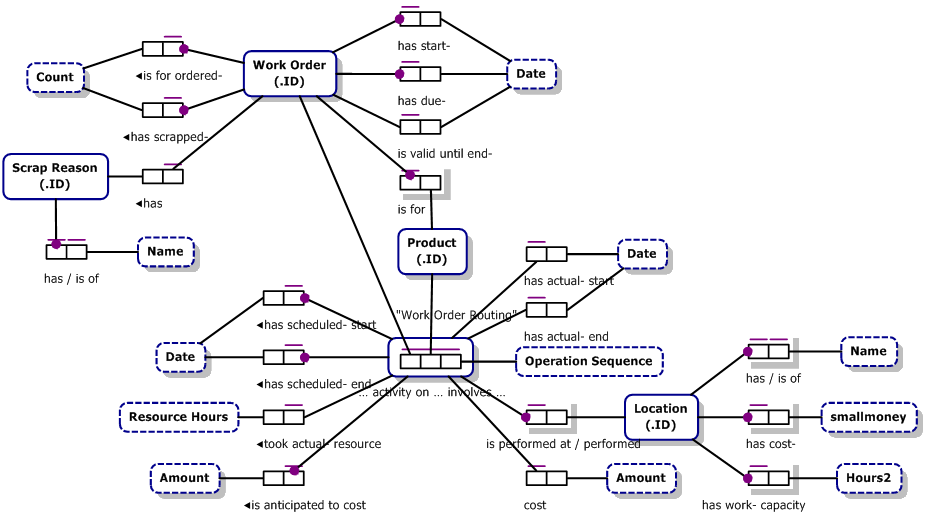 has start-
Count
Work Order
(.ID)
Date
◄is for ordered-
has due-
◄has scrapped-
is valid until end-
Scrap Reason
(.ID)
◄has
is for
Name
Product
(.ID)
Date
has / is of
has actual- start
"Work Order Routing"
◄has scheduled- start
has actual- end
Date
Operation Sequence
Name
◄has scheduled- end
... activity on ... involves ...
has / is of
Resource Hours
Location
(.ID)
smallmoney
◄took actual- resource
is performed at / performed
has cost-
Amount
Amount
Hours2
◄is anticipated to cost
cost
has work- capacity